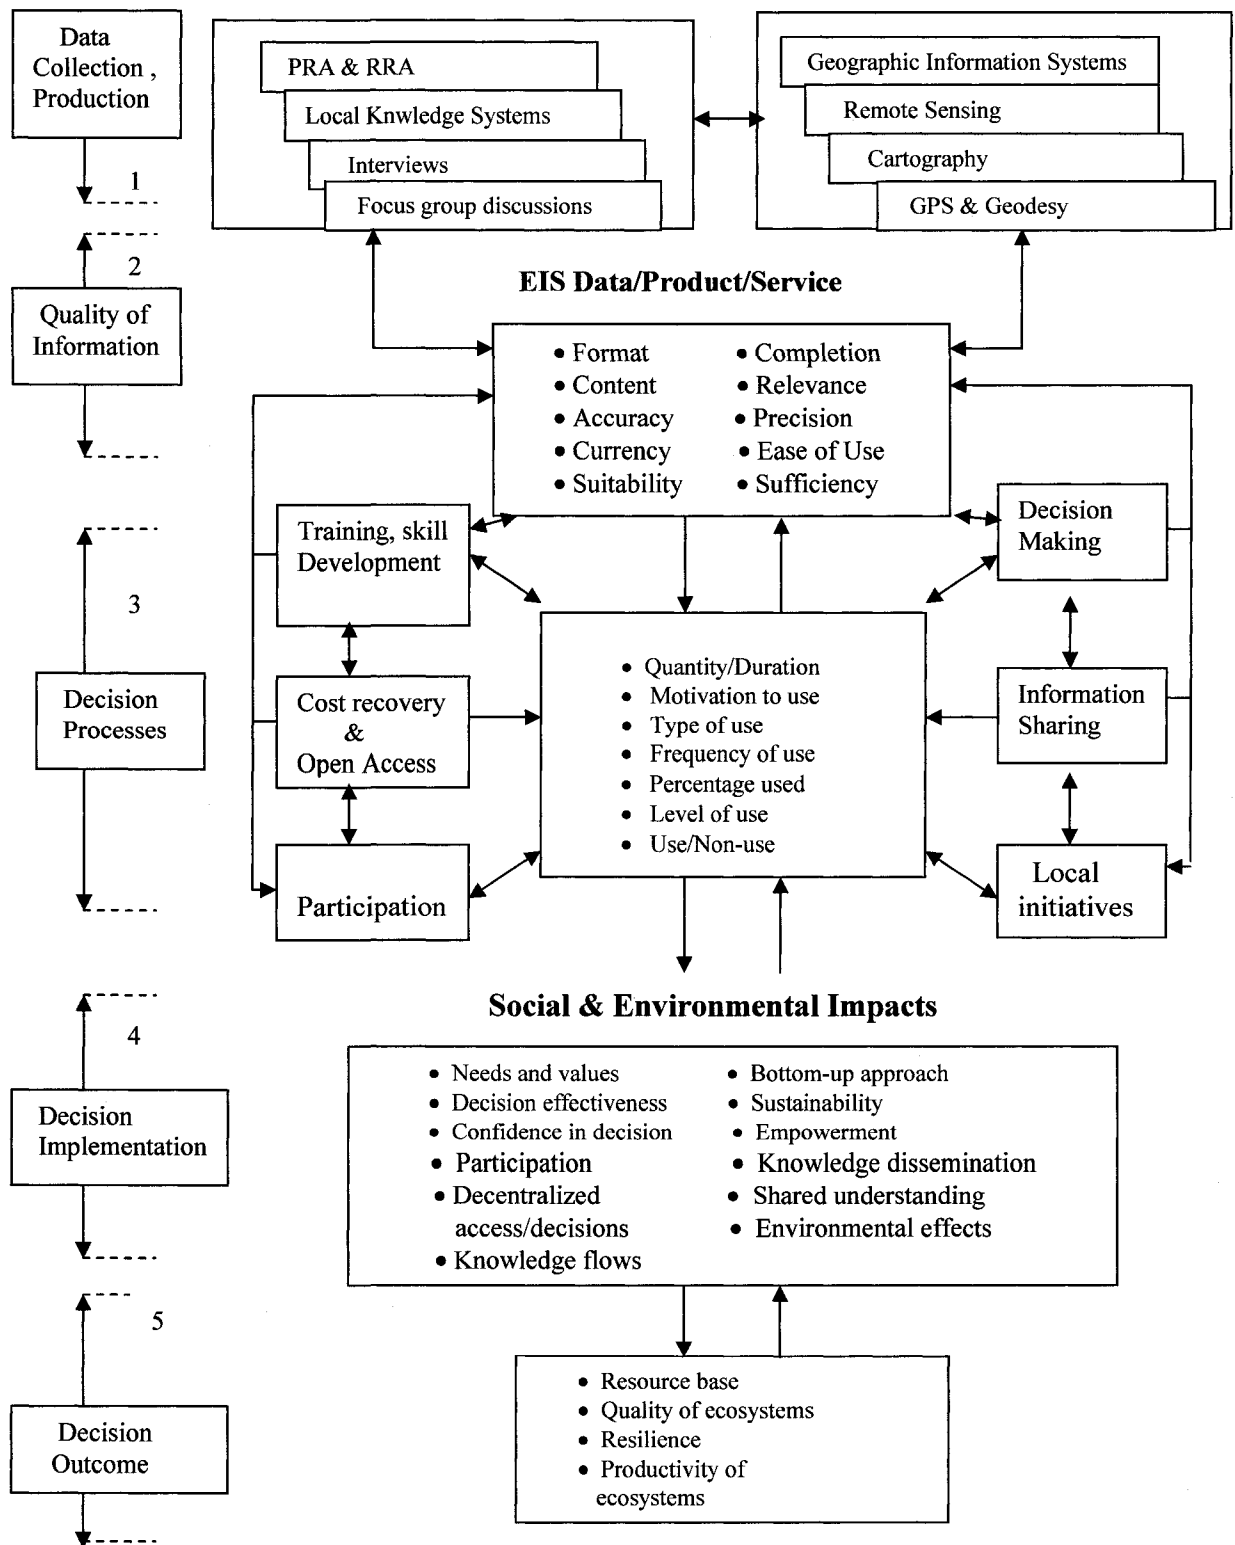 Data
Collection ,
Production
1
2
Quality of
Information
3
Decision
Processes
4
Decision
Implementation
5
Decision
Outcome
PRA & RRA
Local Knwledge Systems
Interviews
Focus group discussions
Geographic Information Systems
Remote Sensing
Cartography
GPS & Geodesy
EIS Data/Product/Service
• Format
• Content
• Accuracy
• Currency
• Suitability
• Completion
• Relevance
• Precision
• Ease of Use
• Sufficiency
Training, skill
Development
Cost recovery
&
Open Access
Participation
• Quantity/Duration
• Motivation to use
• Type of use
• Frequency of use
• Percentage used
• Level of use
• Use/Non-use
Decision
Making
Information
Sharing
Local
initiatives
Social & Environmental Impacts
• Needs and values
• Decision effectiveness
• Confidence in decision
• Participation
• Decentralized
access/decisions
• Knowledge flows
• Bottom-up approach
• Sustainability
• Empowerment
• Knowledge dissemination
• Shared understanding
• Environmental effects
• Resource base
• Quality of ecosystems
• Resilience
• Productivity of
ecosystems